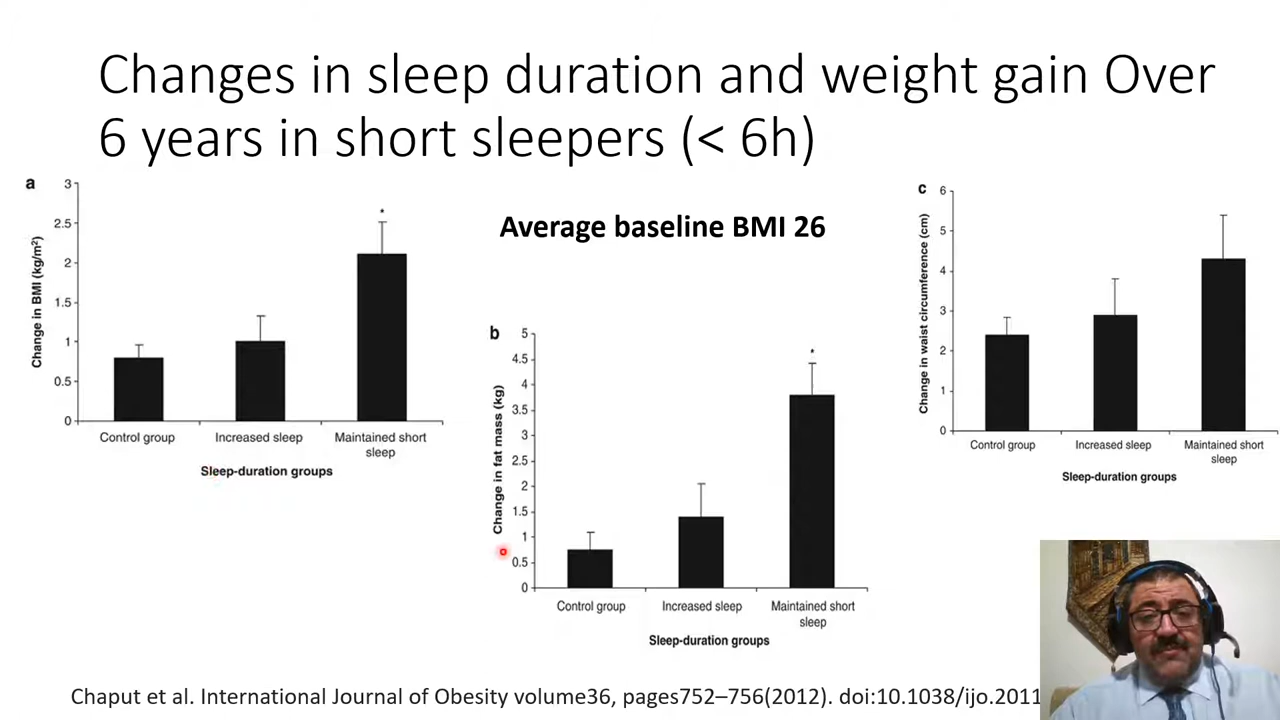 Changes in sleep duration and weight gain Over
6 years in short sleepers (< 6h)
a
3
2.5
2
1.5
1
0.5
0
Change in BMI (kg/m²)
*
Control group
Increased sleep
Maintained short
sleep
Sleep-duration groups
Average baseline BMI 26
b
5
4.5
4
3.5
3
2.5
2
1.5
1
0.5
0
Change in fat mass (kg)
*
Control group
Increased sleep
Maintained short
sleep
Sleep-duration groups
c
6
5
4
3
2
1
0
Change in waist circumference (cm)
Control group
Increased sleep
Maintained short
sleep
Sleep-duration groups
Chaput et al. International Journal of Obesity volume36, pages752–756(2012). doi:10.1038/ijo.2011